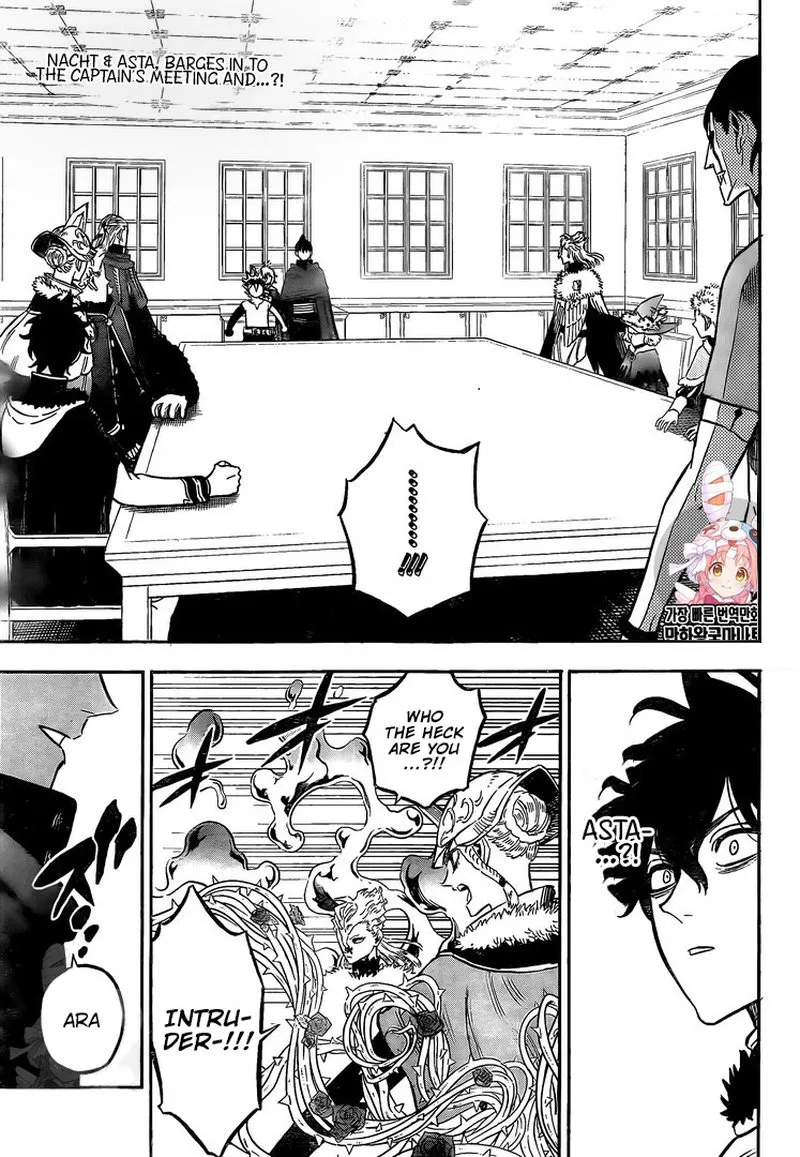 NACHT & ASTA, BARGES IN TO
THE CAPTAIN'S MEETING AND...?!
...........!!!
가장 빠른 번역만화
ASTA-
...?!
WHO
THE HECK
ARE YOU
...?!!
INTRU-
DER-!!!
ARA